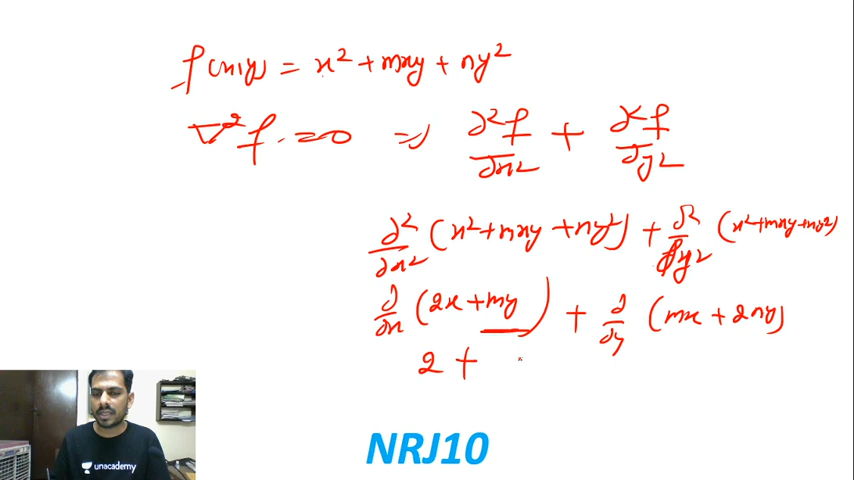 f(x,y) = x² + mxy + ny²
∇²f = 0 ⇒ ∂²f/∂x² + ∂²f/∂y²
∂²/∂x² (x² + mxy + ny²) + ∂²/∂y² (x² + mxy + ny²)
∂/∂x (2x + my) + ∂/∂y (mx + 2ny)
2 +
unacademy
NRJ10